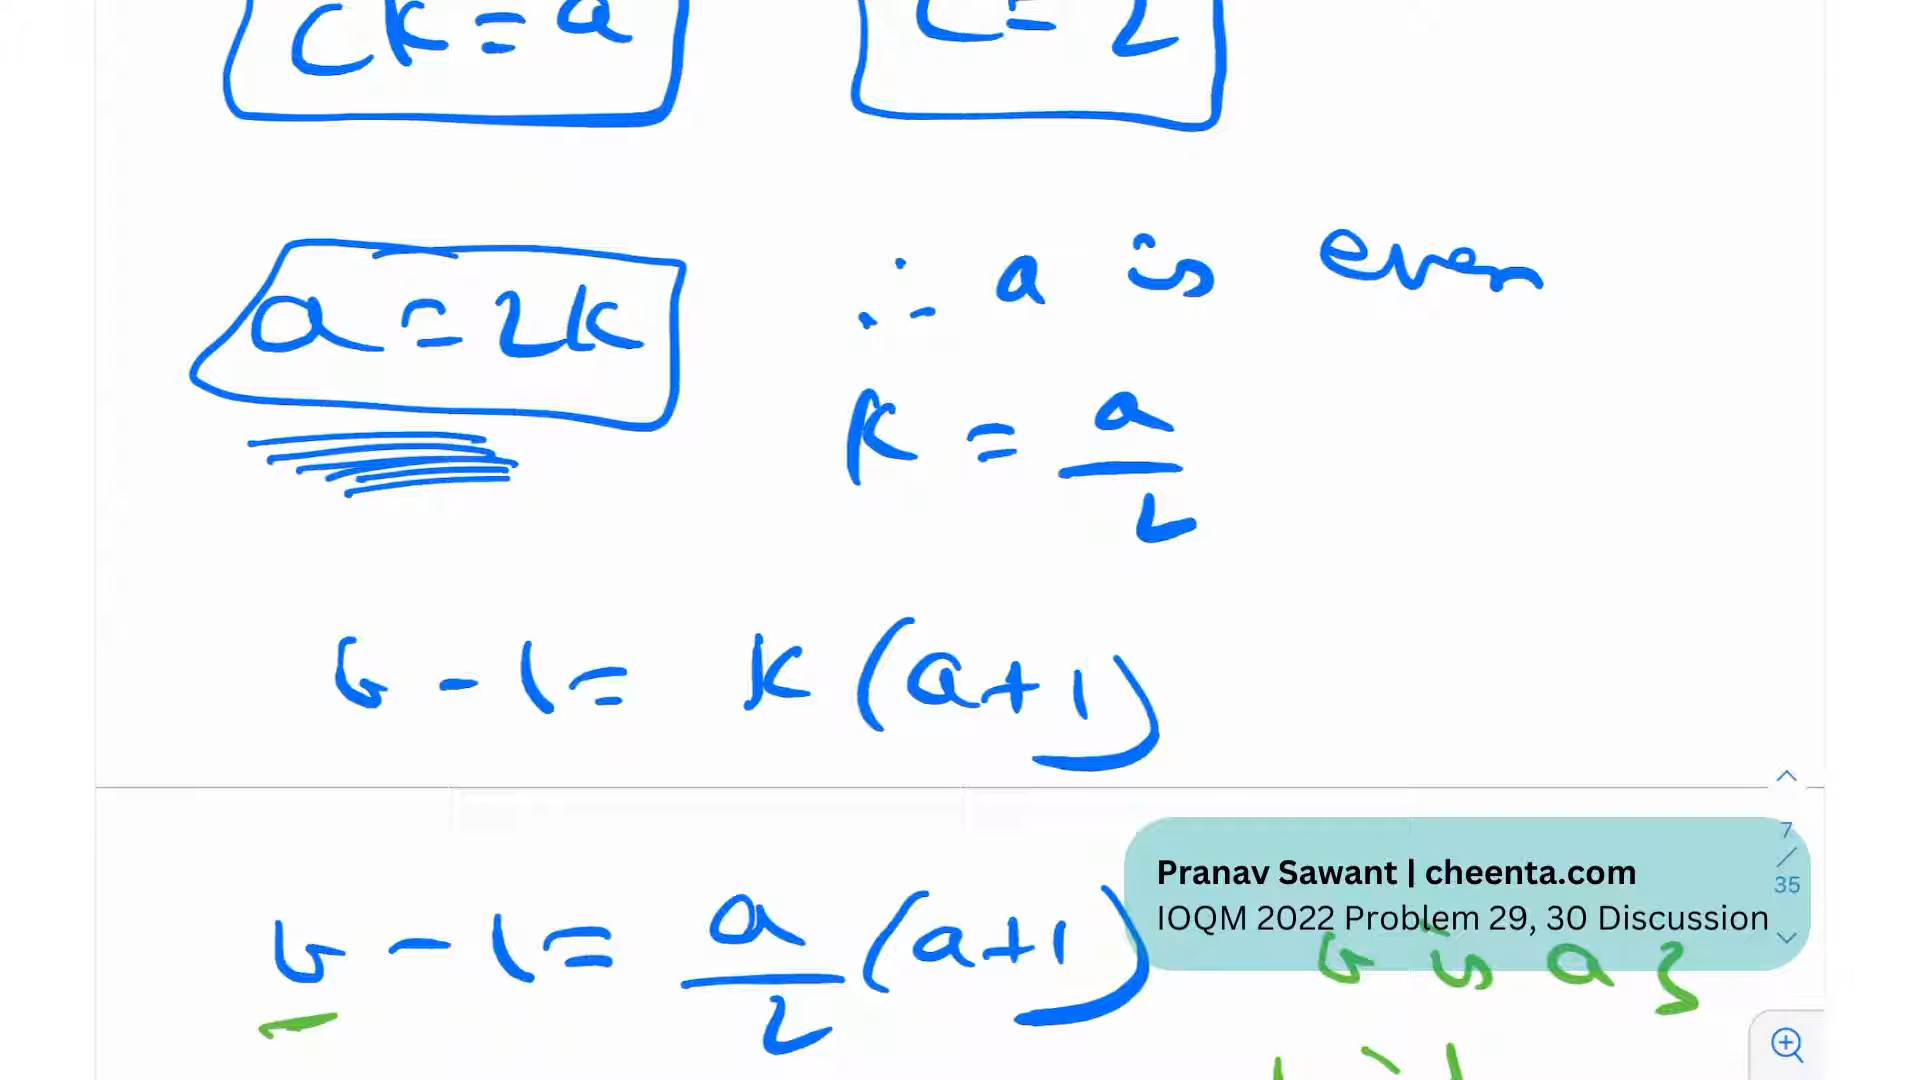 ck = a c = 2
a = 2k ∴ a is even
k = a/2
b - 1 = k(a+1)
b - 1 = a/2 (a+1) b is a 3
Pranav Sawant | cheenta.com
IOQM 2022 Problem 29, 30 Discussion
7
/
35